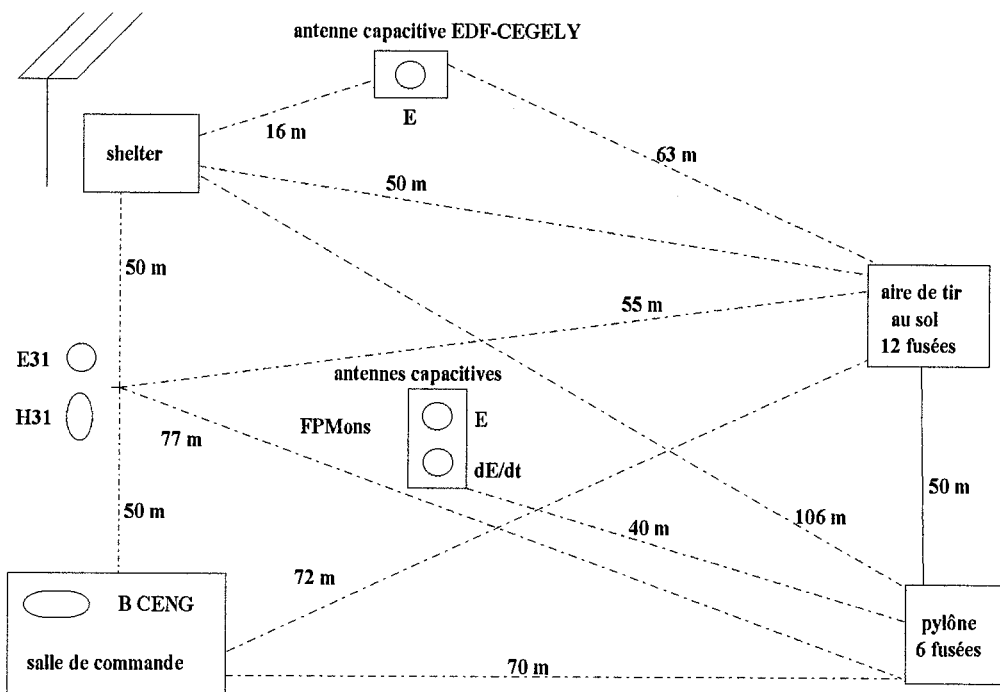 antenne capacitive EDF-CEGELY
E
16 m
shelter
63 m
50 m
50 m
aire de tir
au sol
12 fusées
55 m
E31
antennes capacitives
H31
FPMons
E
77 m
dE/dt
50 m
50 m
106 m
40 m
72 m
B CENG
pylône
6 fusées
salle de commande
70 m